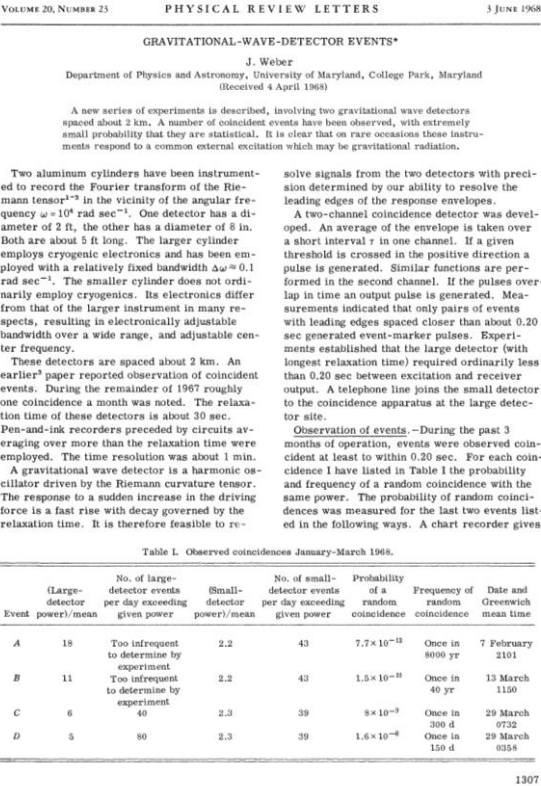 VOLUME 20, NUMBER 23 PHYSICAL REVIEW LETTERS 3 JUNE 1968
GRAVITATIONAL-WAVE-DETECTOR EVENTS*
J. Weber
Department of Physics and Astronomy, University of Maryland, College Park, Maryland
(Received 4 April 1968)
A new series of experiments is described, involving two gravitational wave detectors
spaced about 2 km. A number of coincident events have been observed, with extremely
small probability that they are statistical. It is clear that on rare occasions these instru-
ments respond to a common external excitation which may be gravitational radiation.
Two aluminum cylinders have been instrument-
ed to record the Fourier transform of the Rie-
mann tensor¹⁻³ in the vicinity of the angular fre-
quency ω = 10⁴ rad sec⁻¹. One detector has a di-
ameter of 2 ft, the other has a diameter of 8 in.
Both are about 5 ft long. The larger cylinder
employs cryogenic electronics and has been em-
ployed with a relatively fixed bandwidth Δω ≈ 0.1
rad sec⁻¹. The smaller cylinder does not ordi-
narily employ cryogenics. Its electronics differ
from that of the larger instrument in many re-
spects, resulting in electronically adjustable
bandwidth over a wide range, and adjustable cen-
ter frequency.
These detectors are spaced about 2 km. An
earlier³ paper reported observation of coincident
events. During the remainder of 1967 roughly
one coincidence a month was noted. The relaxa-
tion time of these detectors is about 30 sec.
Pen-and-ink recorders preceded by circuits av-
eraging over more than the relaxation time were
employed. The time resolution was about 1 min.
A gravitational wave detector is a harmonic os-
cillator driven by the Riemann curvature tensor.
The response to a sudden increase in the driving
force is a fast rise with decay governed by the
relaxation time. It is therefore feasible to re-
solve signals from the two detectors with preci-
sion determined by our ability to resolve the
leading edges of the response envelopes.
A two-channel coincidence detector was devel-
oped. An average of the envelope is taken over
a short interval τ in one channel. If a given
threshold is crossed in the positive direction a
pulse is generated. Similar functions are per-
formed in the second channel. If the pulses over-
lap in time an output pulse is generated. Mea-
surements indicated that only pairs of events
with leading edges spaced closer than about 0.20
sec generated event-marker pulses. Experi-
ments established that the large detector (with
longest relaxation time) required ordinarily less
than 0.20 sec between excitation and receiver
output. A telephone line joins the small detector
to the coincidence apparatus at the large detec-
tor site.
Observation of events.—During the past 3
months of operation, events were observed coin-
cident at least to within 0.20 sec. For each coin-
cidence I have listed in Table I the probability
and frequency of a random coincidence with the
same power. The probability of random coinci-
dences was measured for the last two events list-
ed in the following ways. A chart recorder gives
Table I. Observed coincidences January-March 1968.
No. of large- No. of small- Probability
(Large- detector events (Small- detector events of a Frequency of Date and
detector per day exceeding detector per day exceeding random random Greenwich
Event power)/mean given power power)/mean given power coincidence coincidence mean time
A 18 Too infrequent 2.2 43 7.7 × 10⁻¹³ Once in 7 February
to determine by 8000 yr 2101
experiment
B 11 Too infrequent 2.2 43 1.5 × 10 Once in 13 March
to determine by 40 yr 1150
experiment
C 6 40 2.3 39 8 × 10⁻⁹ Once in 29 March
300 d 0732
D 5 80 2.3 39 1.6 × 10⁻⁸ Once in 29 March
150 d 0358
1307